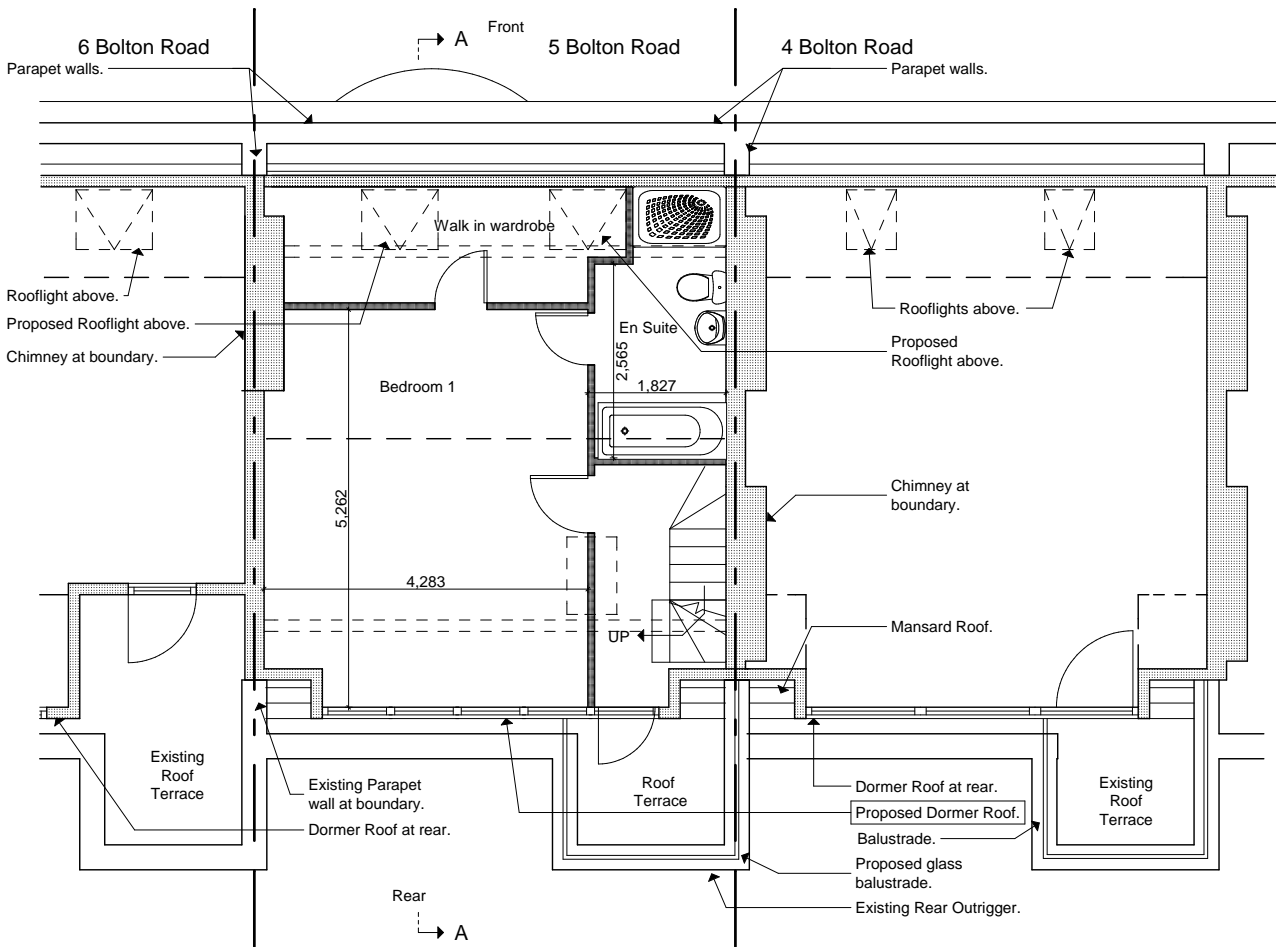 Front
A
6 Bolton Road
5 Bolton Road
4 Bolton Road
Parapet walls.
Parapet walls.
Walk in wardrobe
Rooflight above.
Proposed Rooflight above.
Chimney at boundary.
Rooflights above.
En Suite
Proposed
Rooflight above.
2,565
1,827
Bedroom 1
Chimney at
boundary.
5,262
4,283
UP
Mansard Roof.
Existing
Roof
Terrace
Existing Parapet
wall at boundary.
Dormer Roof at rear.
Roof
Terrace
Dormer Roof at rear.
Proposed Dormer Roof.
Balustrade.
Existing
Roof
Terrace
Proposed glass
balustrade.
Existing Rear Outrigger.
Rear
A